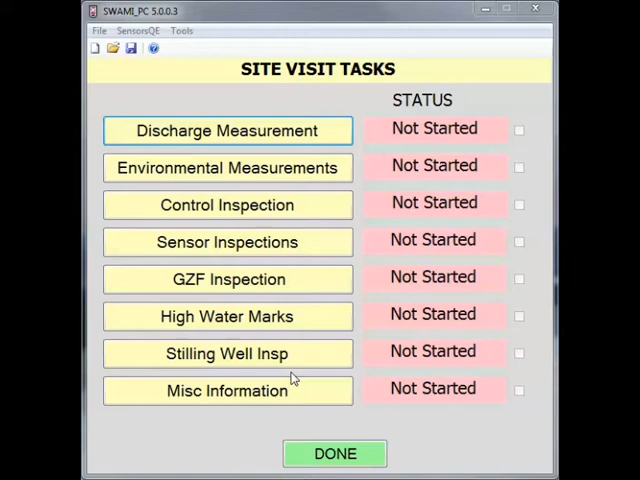 SWAMI_PC 5.0.0.3
File SensorsQE Tools
SITE VISIT TASKS
STATUS
Discharge Measurement Not Started
Environmental Measurements Not Started
Control Inspection Not Started
Sensor Inspections Not Started
GZF Inspection Not Started
High Water Marks Not Started
Stilling Well Insp Not Started
Misc Information Not Started
DONE